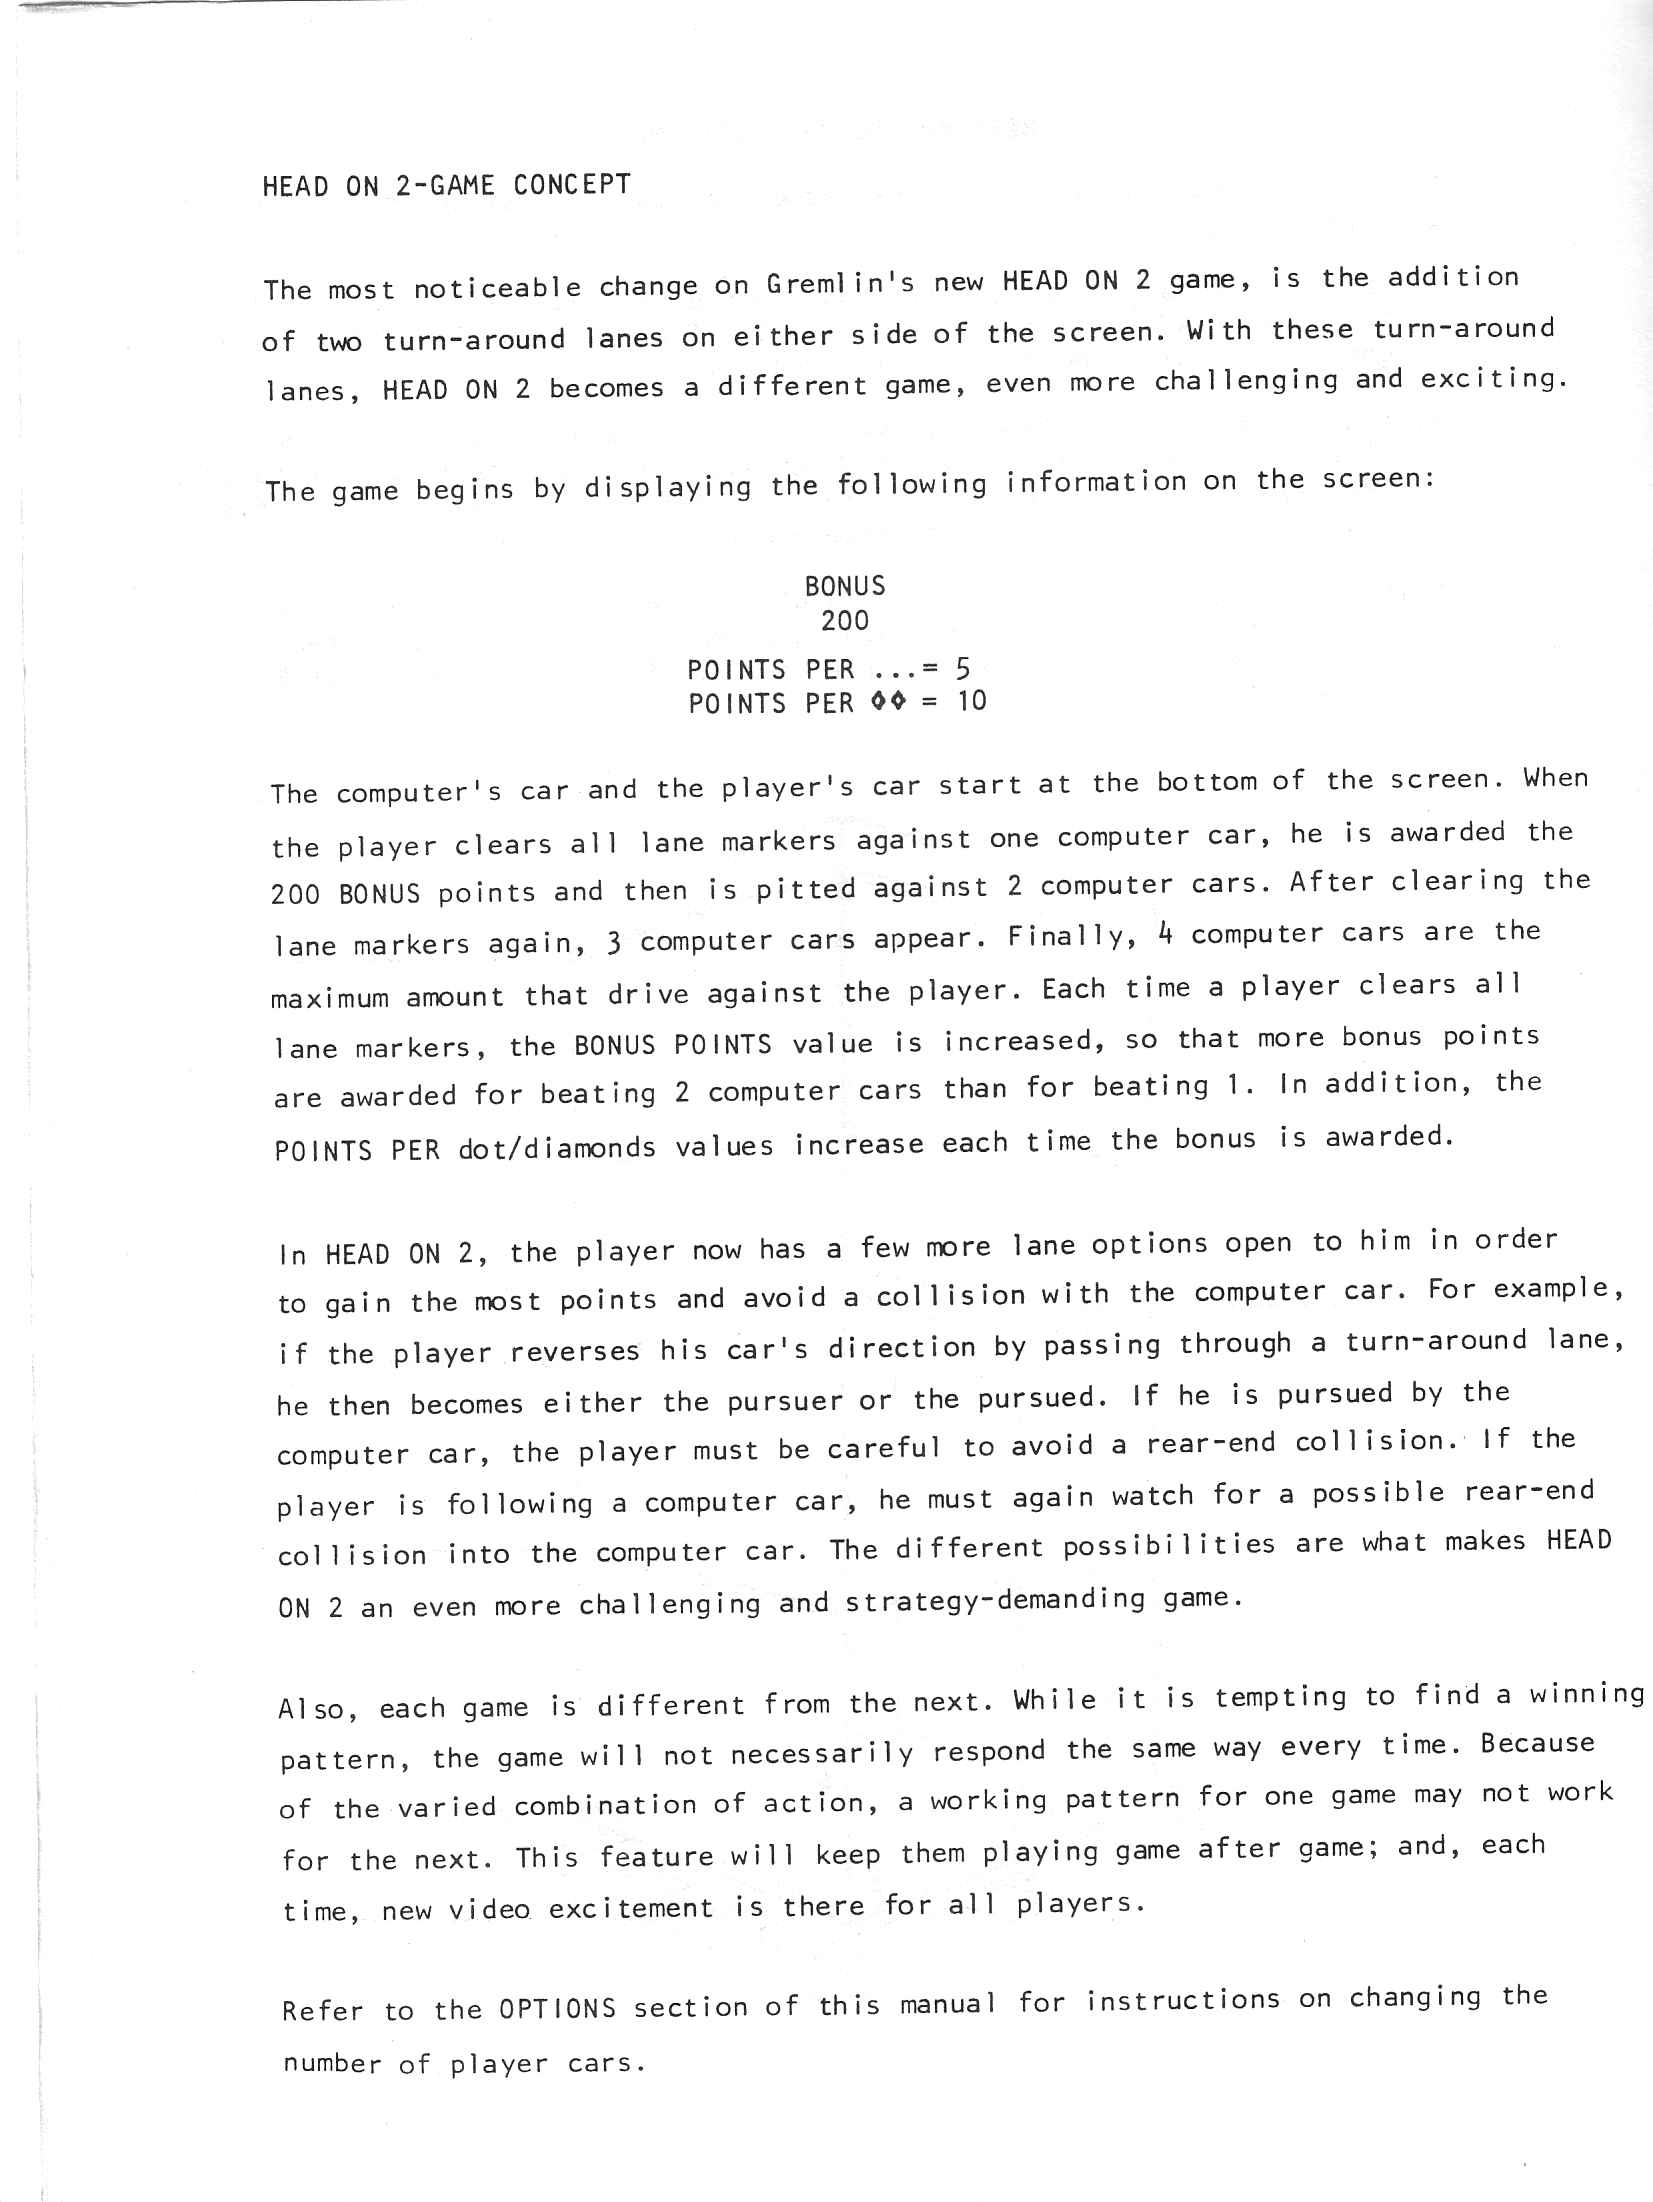 HEAD ON 2-GAME CONCEPT
The most noticeable change on Gremlin's new HEAD ON 2 game, is the addition
of two turn-around lanes on either side of the screen. With these turn-around
lanes, HEAD ON 2 becomes a different game, even more challenging and exciting.
The game begins by displaying the following information on the screen:
BONUS
200
POINTS PER ...= 5
POINTS PER ◊◊ = 10
The computer's car and the player's car start at the bottom of the screen. When
the player clears all lane markers against one computer car, he is awarded the
200 BONUS points and then is pitted against 2 computer cars. After clearing the
lane markers again, 3 computer cars appear. Finally, 4 computer cars are the
maximum amount that drive against the player. Each time a player clears all
lane markers, the BONUS POINTS value is increased, so that more bonus points
are awarded for beating 2 computer cars than for beating 1. In addition, the
POINTS PER dot/diamonds values increase each time the bonus is awarded.
In HEAD ON 2, the player now has a few more lane options open to him in order
to gain the most points and avoid a collision with the computer car. For example,
if the player reverses his car's direction by passing through a turn-around lane,
he then becomes either the pursuer or the pursued. If he is pursued by the
computer car, the player must be careful to avoid a rear-end collision. If the
player is following a computer car, he must again watch for a possible rear-end
collision into the computer car. The different possibilities are what makes HEAD
ON 2 an even more challenging and strategy-demanding game.
Also, each game is different from the next. While it is tempting to find a winning
pattern, the game will not necessarily respond the same way every time. Because
of the varied combination of action, a working pattern for one game may not work
for the next. This feature will keep them playing game after game; and, each
time, new video excitement is there for all players.
Refer to the OPTIONS section of this manual for instructions on changing the
number of player cars.